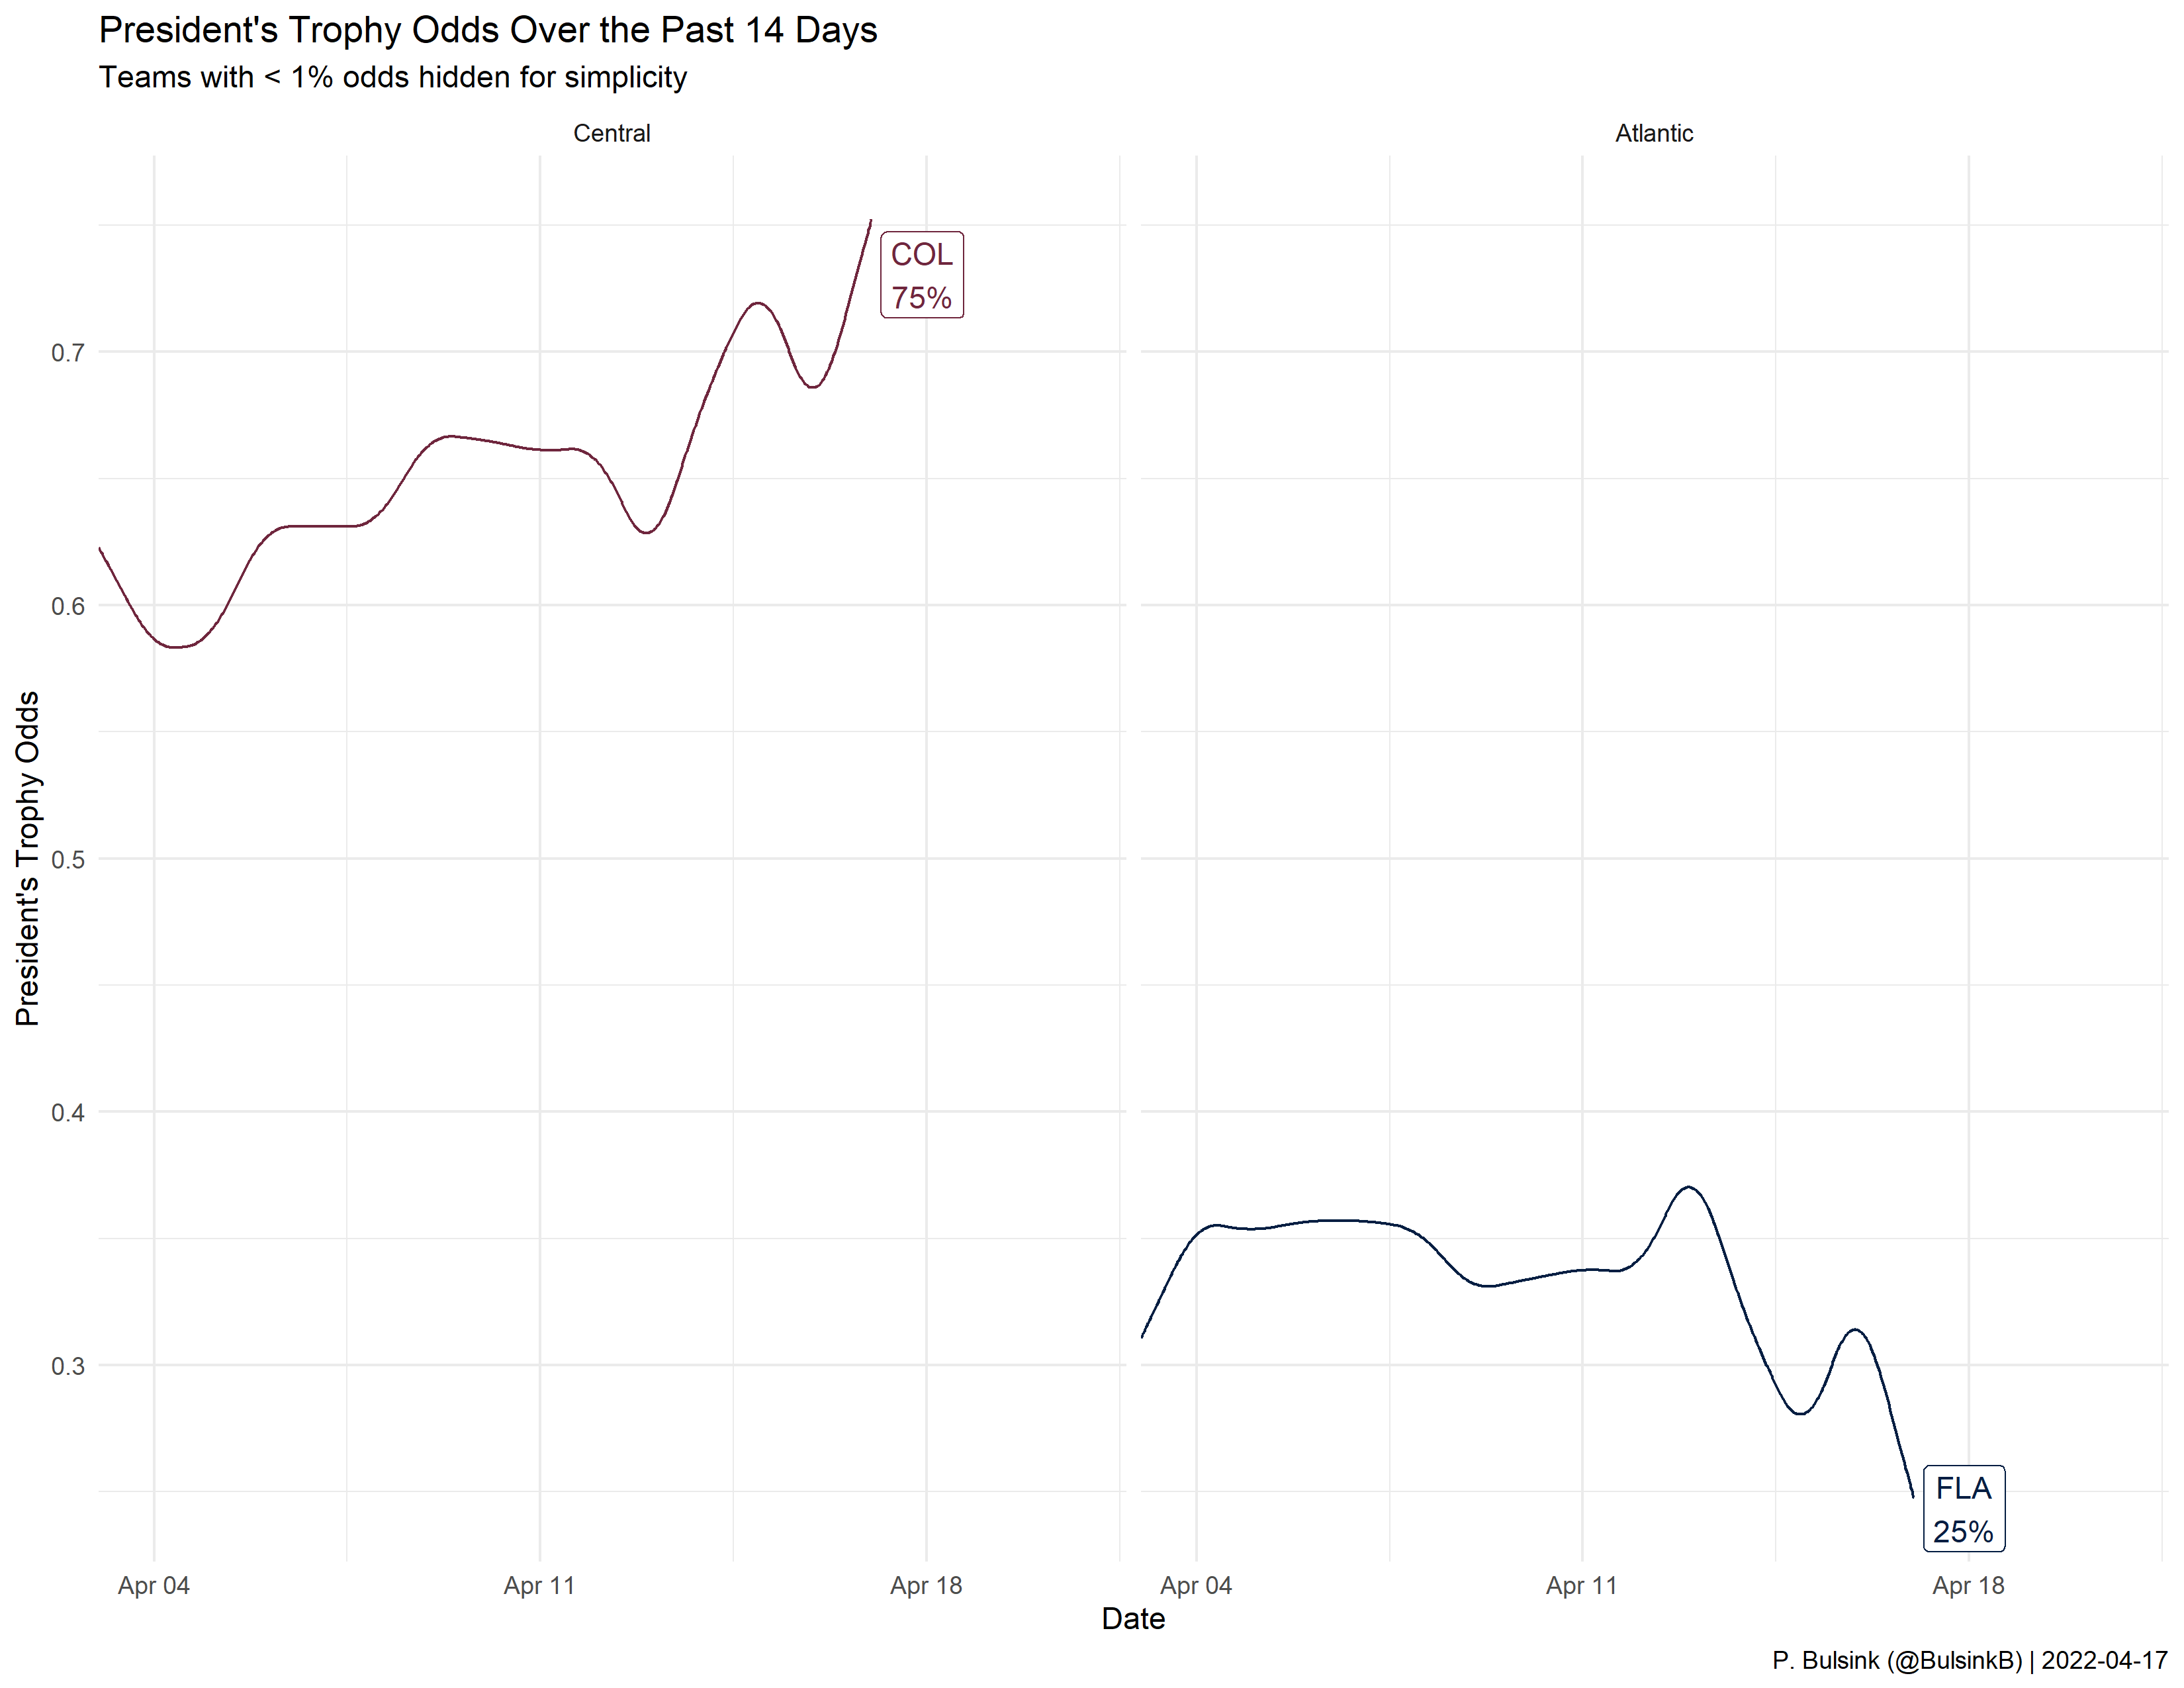 President's Trophy Odds Over the Past 14 Days
Teams with < 1% odds hidden for simplicity
Central
Atlantic
President's Trophy Odds
0.7
0.6
0.5
0.4
0.3
COL
75%
FLA
25%
Apr 04
Apr 11
Apr 18
Apr 04
Apr 11
Apr 18
Date
P. Bulsink (@BulsinkB) | 2022-04-17